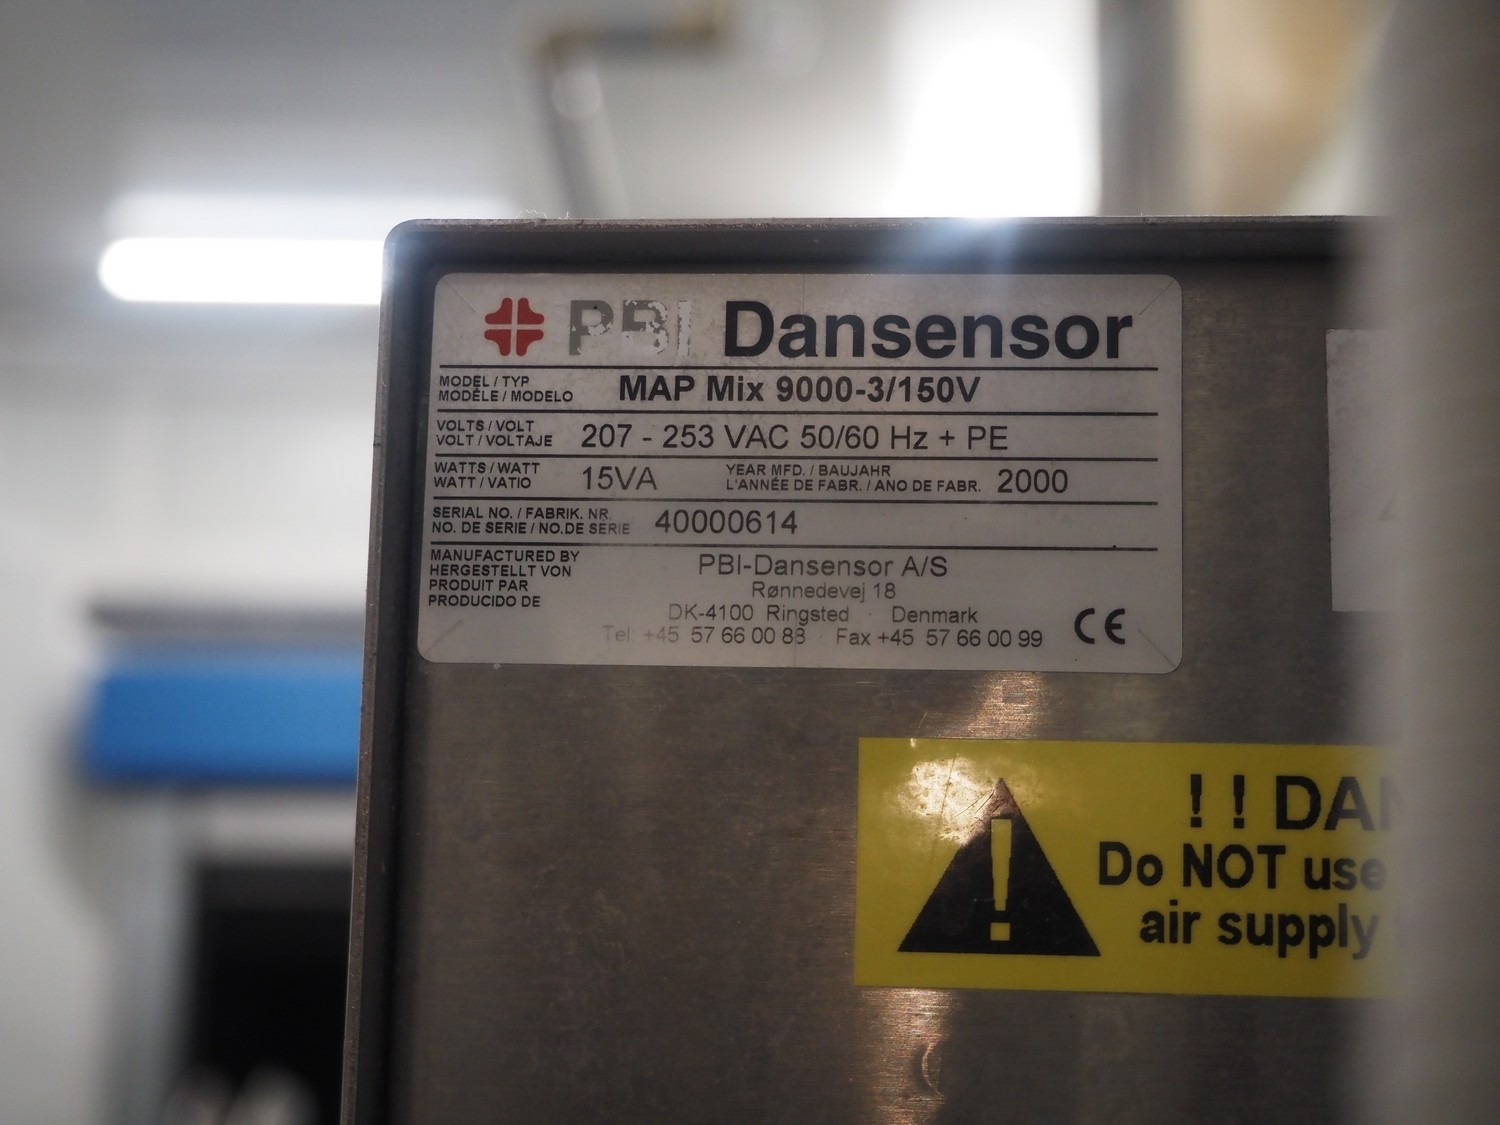 PBI Dansensor
MODEL / TYP
MODÈLE / MODELO
MAP Mix 9000-3/150V
VOLTS / VOLT
VOLT / VOLTAJE
207 - 253 VAC 50/60 Hz + PE
WATTS / WATT
WATT / VATIO
15VA
YEAR MFD. / BAUJAHR
L'ANNÉE DE FABR. / ANO DE FABR.
2000
SERIAL NO. / FABRIK. NR.
NO. DE SERIE / NO.DE SERIE
40000614
MANUFACTURED BY
HERGESTELLT VON
PRODUIT PAR
PRODUCIDO DE
PBI-Dansensor A/S
Rønnedevej 18
DK-4100 Ringsted · Denmark
Tel: +45 57 66 00 88 · Fax +45 57 66 00 99
CE
! ! DAN
Do NOT use
air supply